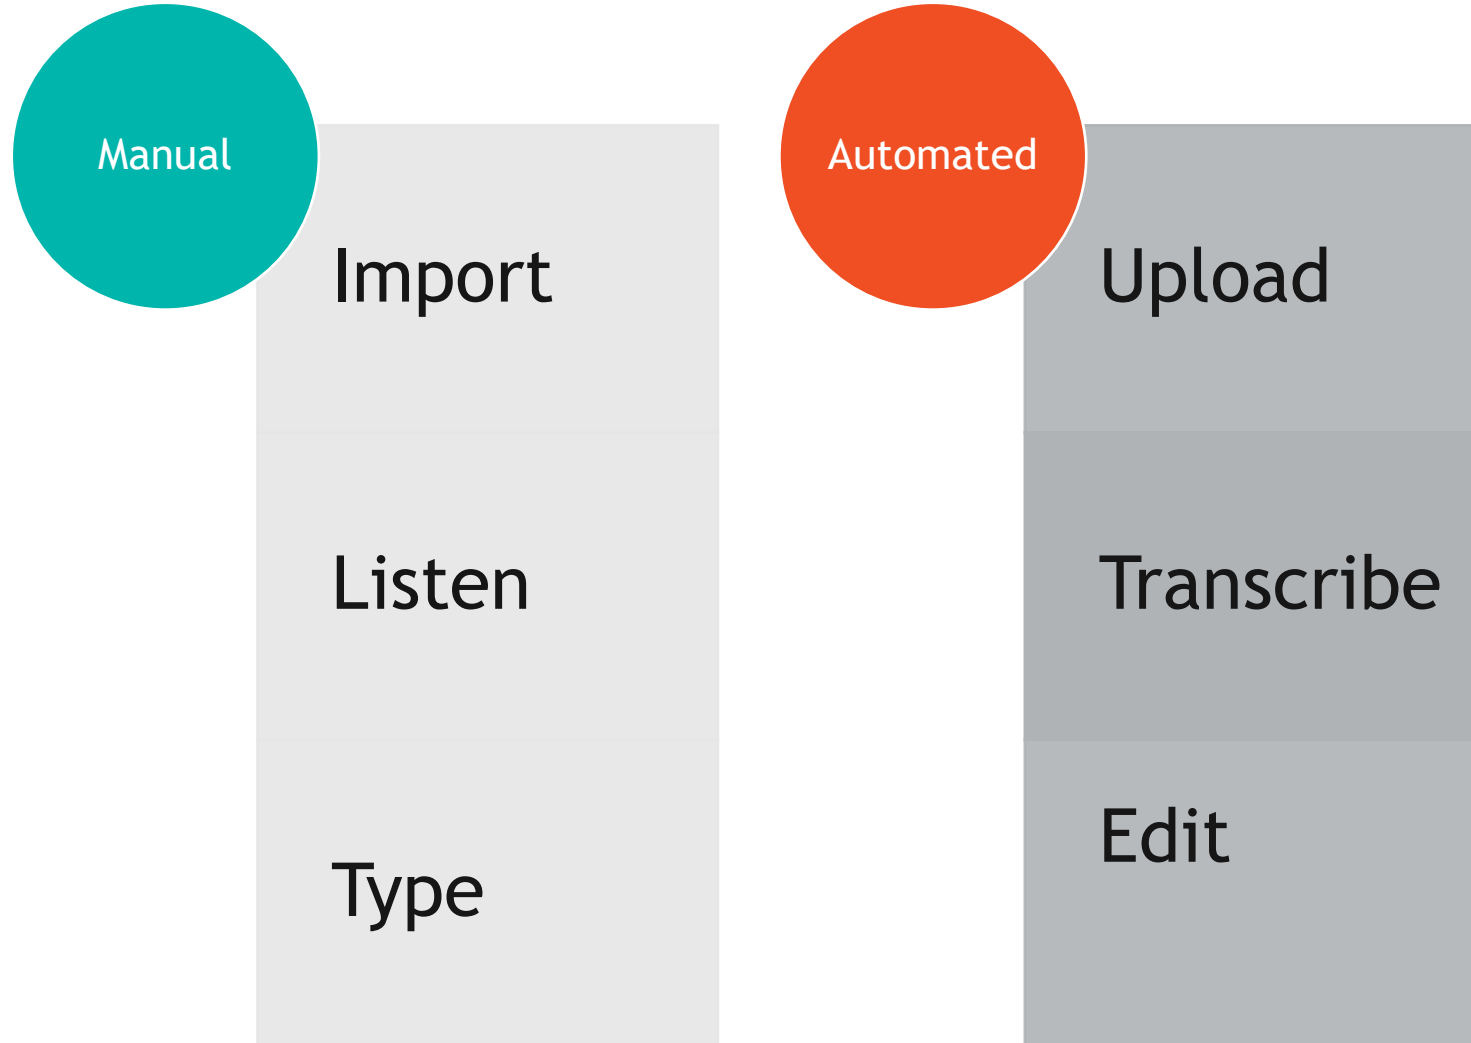 Manual
Import
Listen
Type
Automated
Upload
Transcribe
Edit